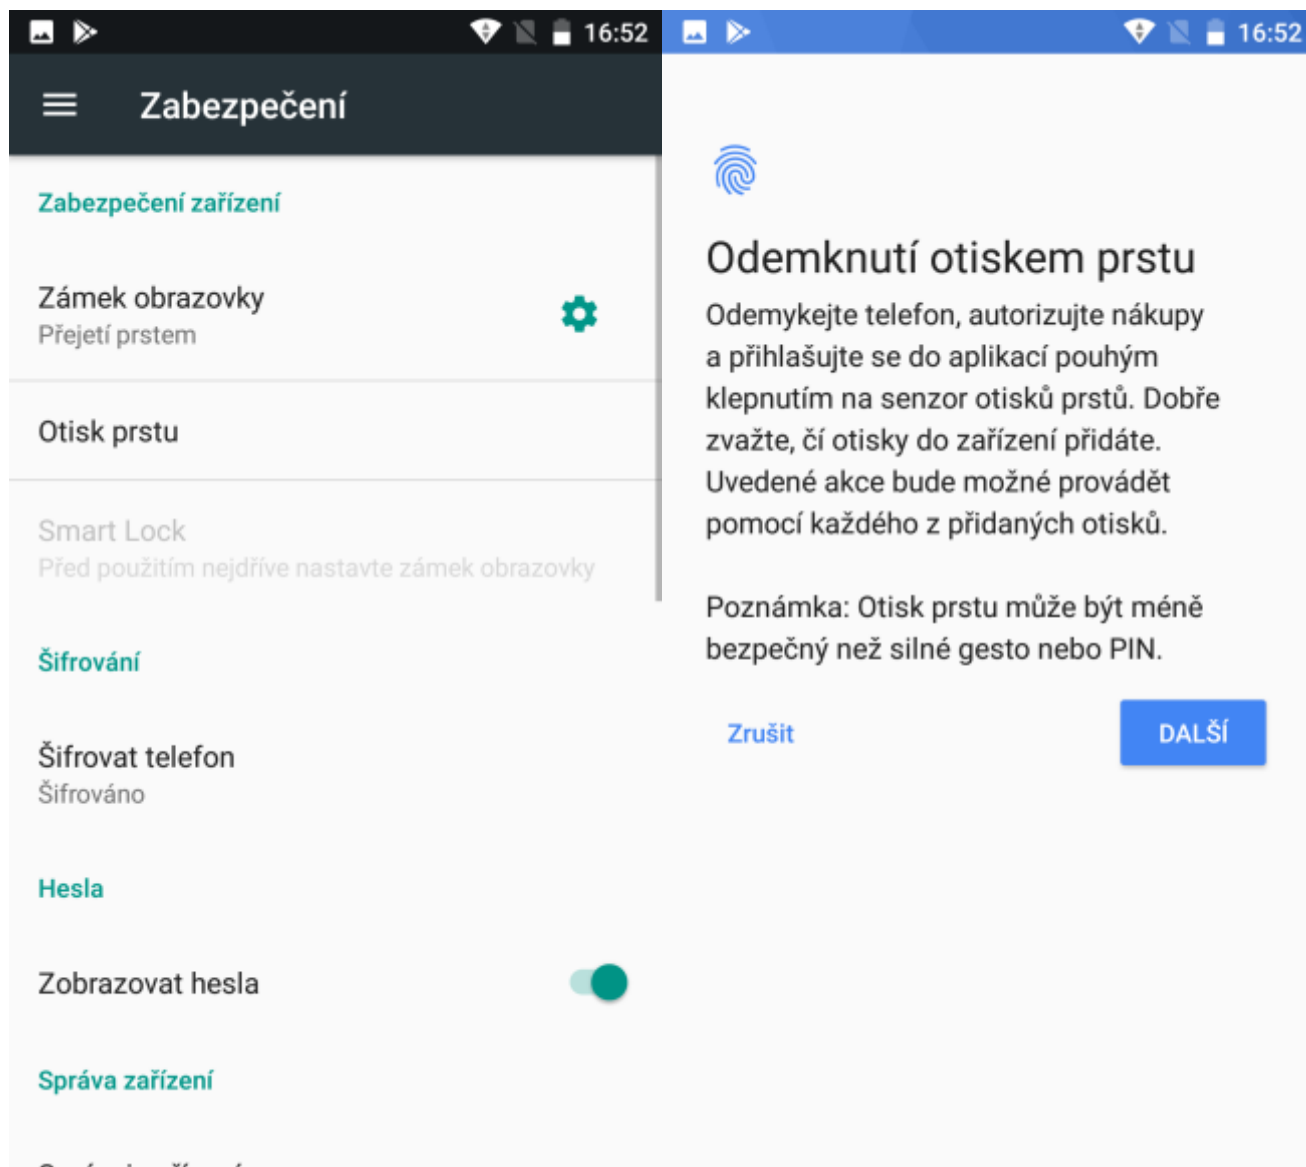 16:52
Zabezpečení
Zabezpečení zařízení
Zámek obrazovky
Přejetí prstem
Otisk prstu
Smart Lock
Před použitím nejdříve nastavte zámek obrazovky
Šifrování
Šifrovat telefon
Šifrováno
Hesla
Zobrazovat hesla
Správa zařízení
16:52
Odemknutí otiskem prstu
Odemykejte telefon, autorizujte nákupy
a přihlašujte se do aplikací pouhým
klepnutím na senzor otisků prstů. Dobře
zvažte, čí otisky do zařízení přidáte.
Uvedené akce bude možné provádět
pomocí každého z přidaných otisků.
Poznámka: Otisk prstu může být méně
bezpečný než silné gesto nebo PIN.
Zrušit
DALŠÍ